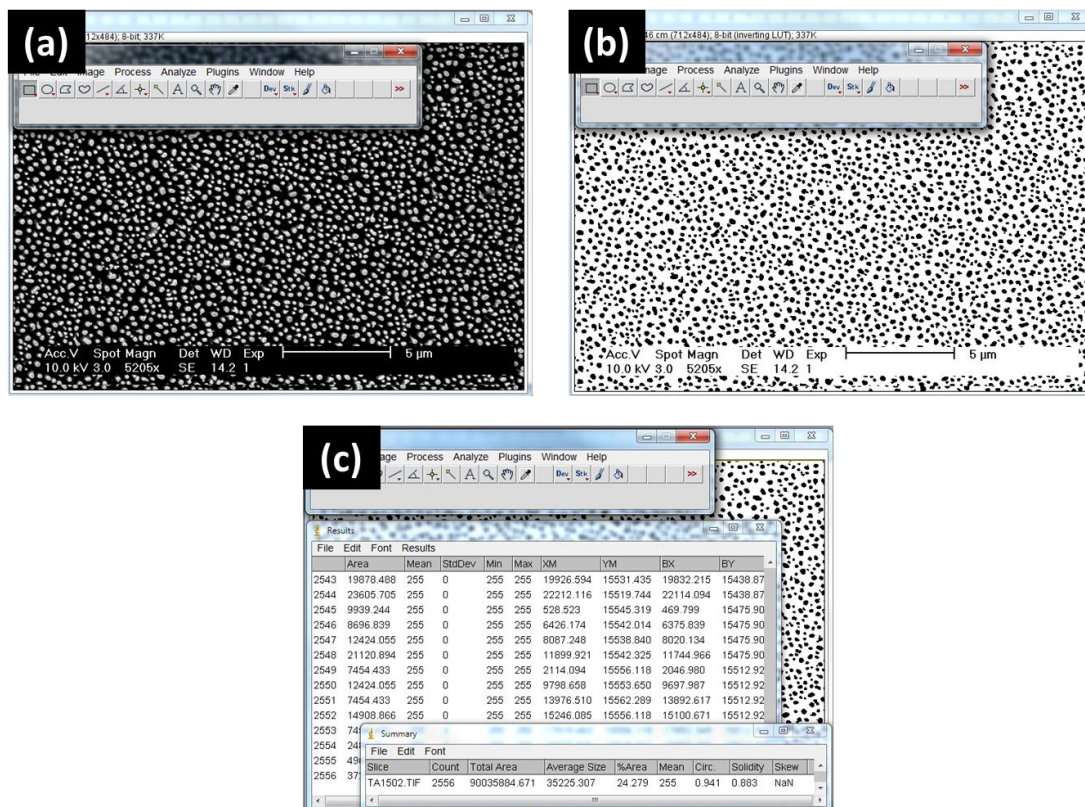 (a)
12x484); 8-bit; 337K
File Edit Image Process Analyze Plugins Window Help
Dev Stk >>
Acc.V Spot Magn Det WD Exp 5 µm
10.0 kV 3.0 5205x SE 14.2 1
(b)
46 cm (712x484); 8-bit (inverting LUT); 337K
mage Process Analyze Plugins Window Help
Dev Stk >>
Acc.V Spot Magn Det WD Exp 5 µm
10.0 kV 3.0 5205x SE 14.2 1
(c)
age Process Analyze Plugins Window Help
Dev Stk >>
Results
File Edit Font Results
Area Mean StdDev Min Max XM YM BX BY
2543 19878.488 255 0 255 255 19926.594 15531.435 19832.215 15438.87
2544 23605.705 255 0 255 255 22212.116 15519.744 22114.094 15438.87
2545 9939.244 255 0 255 255 528.523 15545.319 469.799 15475.90
2546 8696.839 255 0 255 255 6426.174 15542.014 6375.839 15475.90
2547 12424.055 255 0 255 255 8087.248 15538.840 8020.134 15475.90
2548 21120.894 255 0 255 255 11899.921 15542.325 11744.966 15475.90
2549 7454.433 255 0 255 255 2114.094 15556.118 2046.980 15512.92
2550 12424.055 255 0 255 255 9798.658 15553.650 9697.987 15512.92
2551 7454.433 255 0 255 255 13976.510 15562.289 13892.617 15512.92
2552 14908.866 255 0 255 255 15246.085 15556.118 15100.671 15512.92
2553 74
2554 24
2555 49
2556 37
Summary
File Edit Font
Slice Count Total Area Average Size %Area Mean Circ. Solidity Skew
TA1502.TIF 2556 90035884.671 35225.307 24.279 255 0.941 0.883 NaN